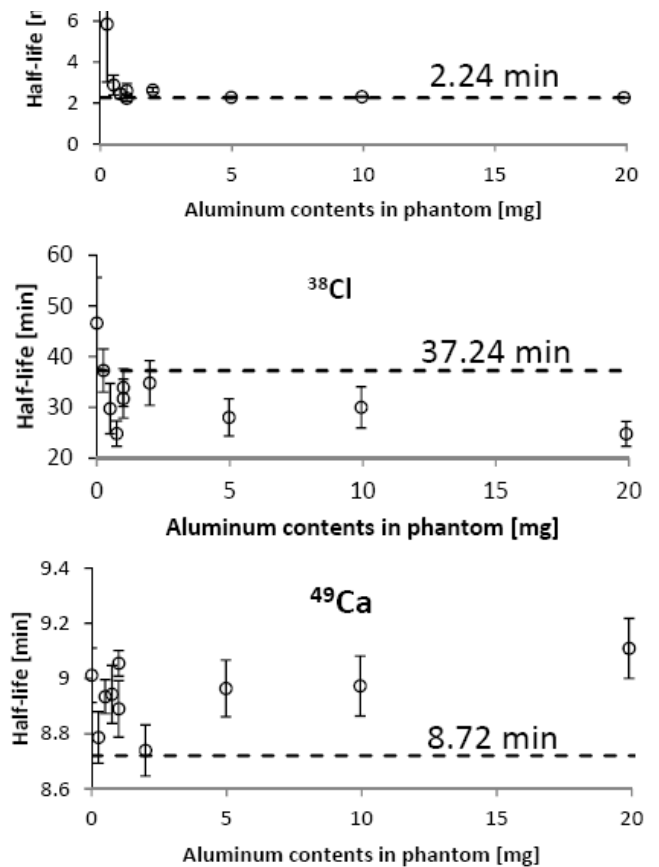 Half-life [
6
4
2
0
2.24 min
0 5 10 15 20
Aluminum contents in phantom [mg]
Half-life [min]
60
50
40
30
20
³⁸Cl
37.24 min
0 5 10 15 20
Aluminum contents in phantom [mg]
Half-life [min]
9.4
9.2
9
8.8
8.6
⁴⁹Ca
8.72 min
0 5 10 15 20
Aluminum contents in phantom [mg]